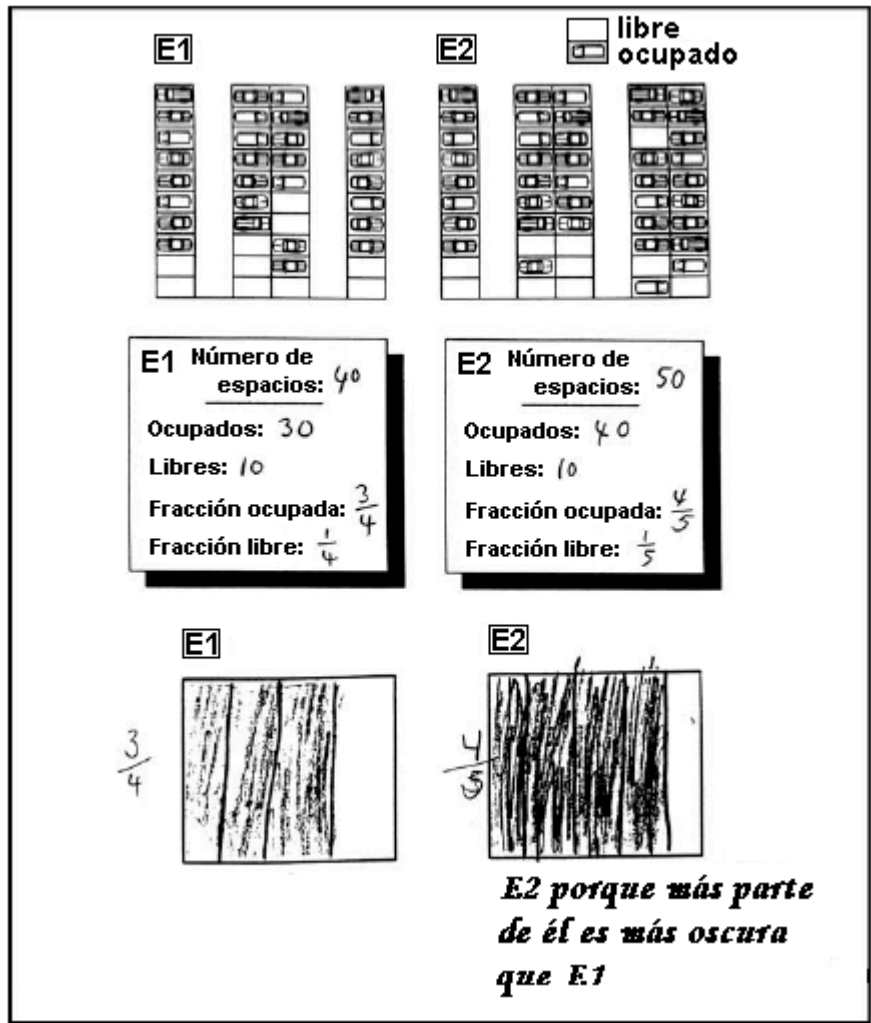 libre
E1
E2
ocupado
E1 Número de
espacios: 40
Ocupados: 30
Libres: 10
Fracción ocupada: 3/4
Fracción libre: 1/4
E2 Número de
espacios: 50
Ocupados: 40
Libres: 10
Fracción ocupada: 4/5
Fracción libre: 1/5
E1
E2
3/4
4/5
E2 porque más parte
de él es más oscura
que E1